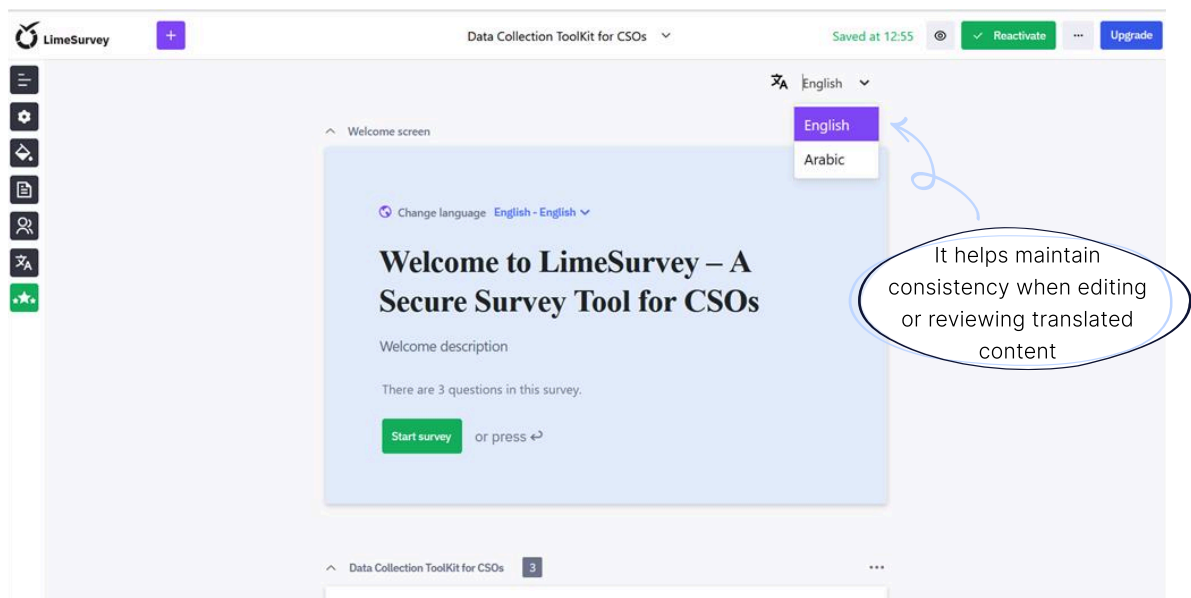 LimeSurvey
+
Data Collection ToolKit for CSOs
Saved at 12:55
Reactivate
...
Upgrade
English
English
Arabic
Welcome screen
Change language English - English
Welcome to LimeSurvey – A
Secure Survey Tool for CSOs
Welcome description
There are 3 questions in this survey.
Start survey or press
It helps maintain
consistency when editing
or reviewing translated
content
Data Collection ToolKit for CSOs 3
...